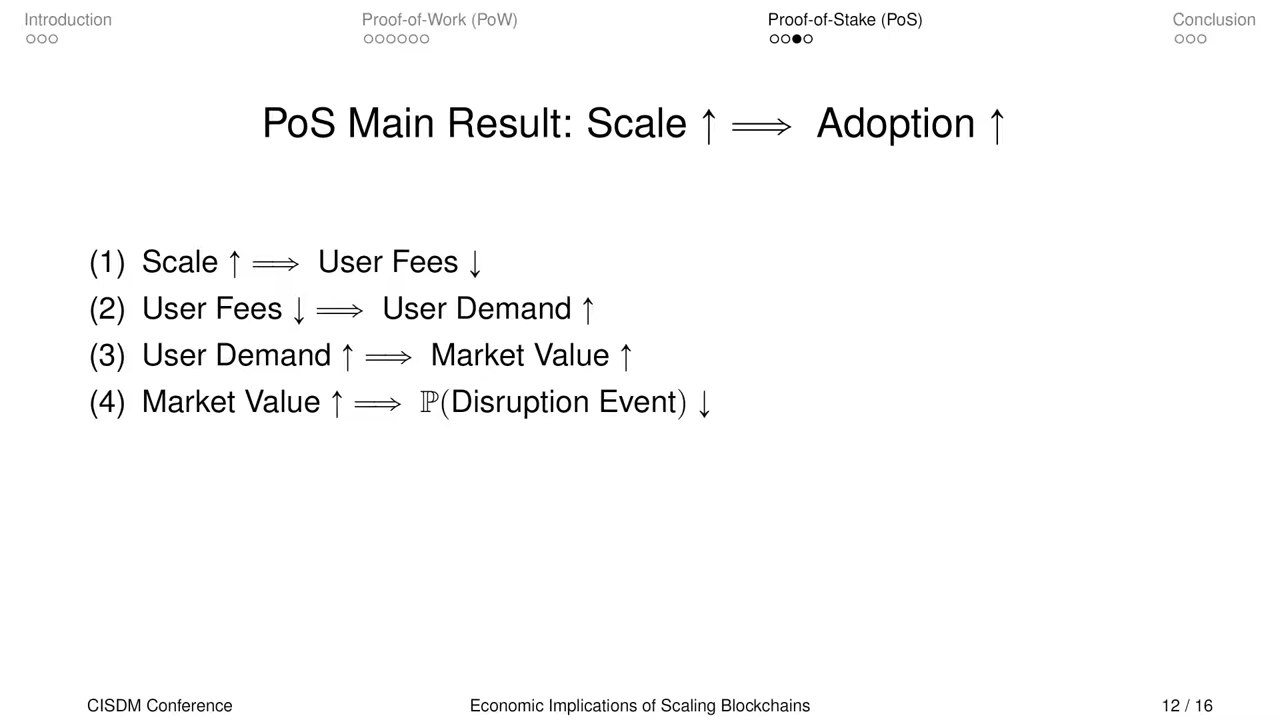 Introduction Proof-of-Work (PoW) Proof-of-Stake (PoS) Conclusion
PoS Main Result: Scale ↑ ⟹ Adoption ↑
(1) Scale ↑ ⟹ User Fees ↓
(2) User Fees ↓ ⟹ User Demand ↑
(3) User Demand ↑ ⟹ Market Value ↑
(4) Market Value ↑ ⟹ ℙ(Disruption Event) ↓
CISDM Conference Economic Implications of Scaling Blockchains 12 / 16